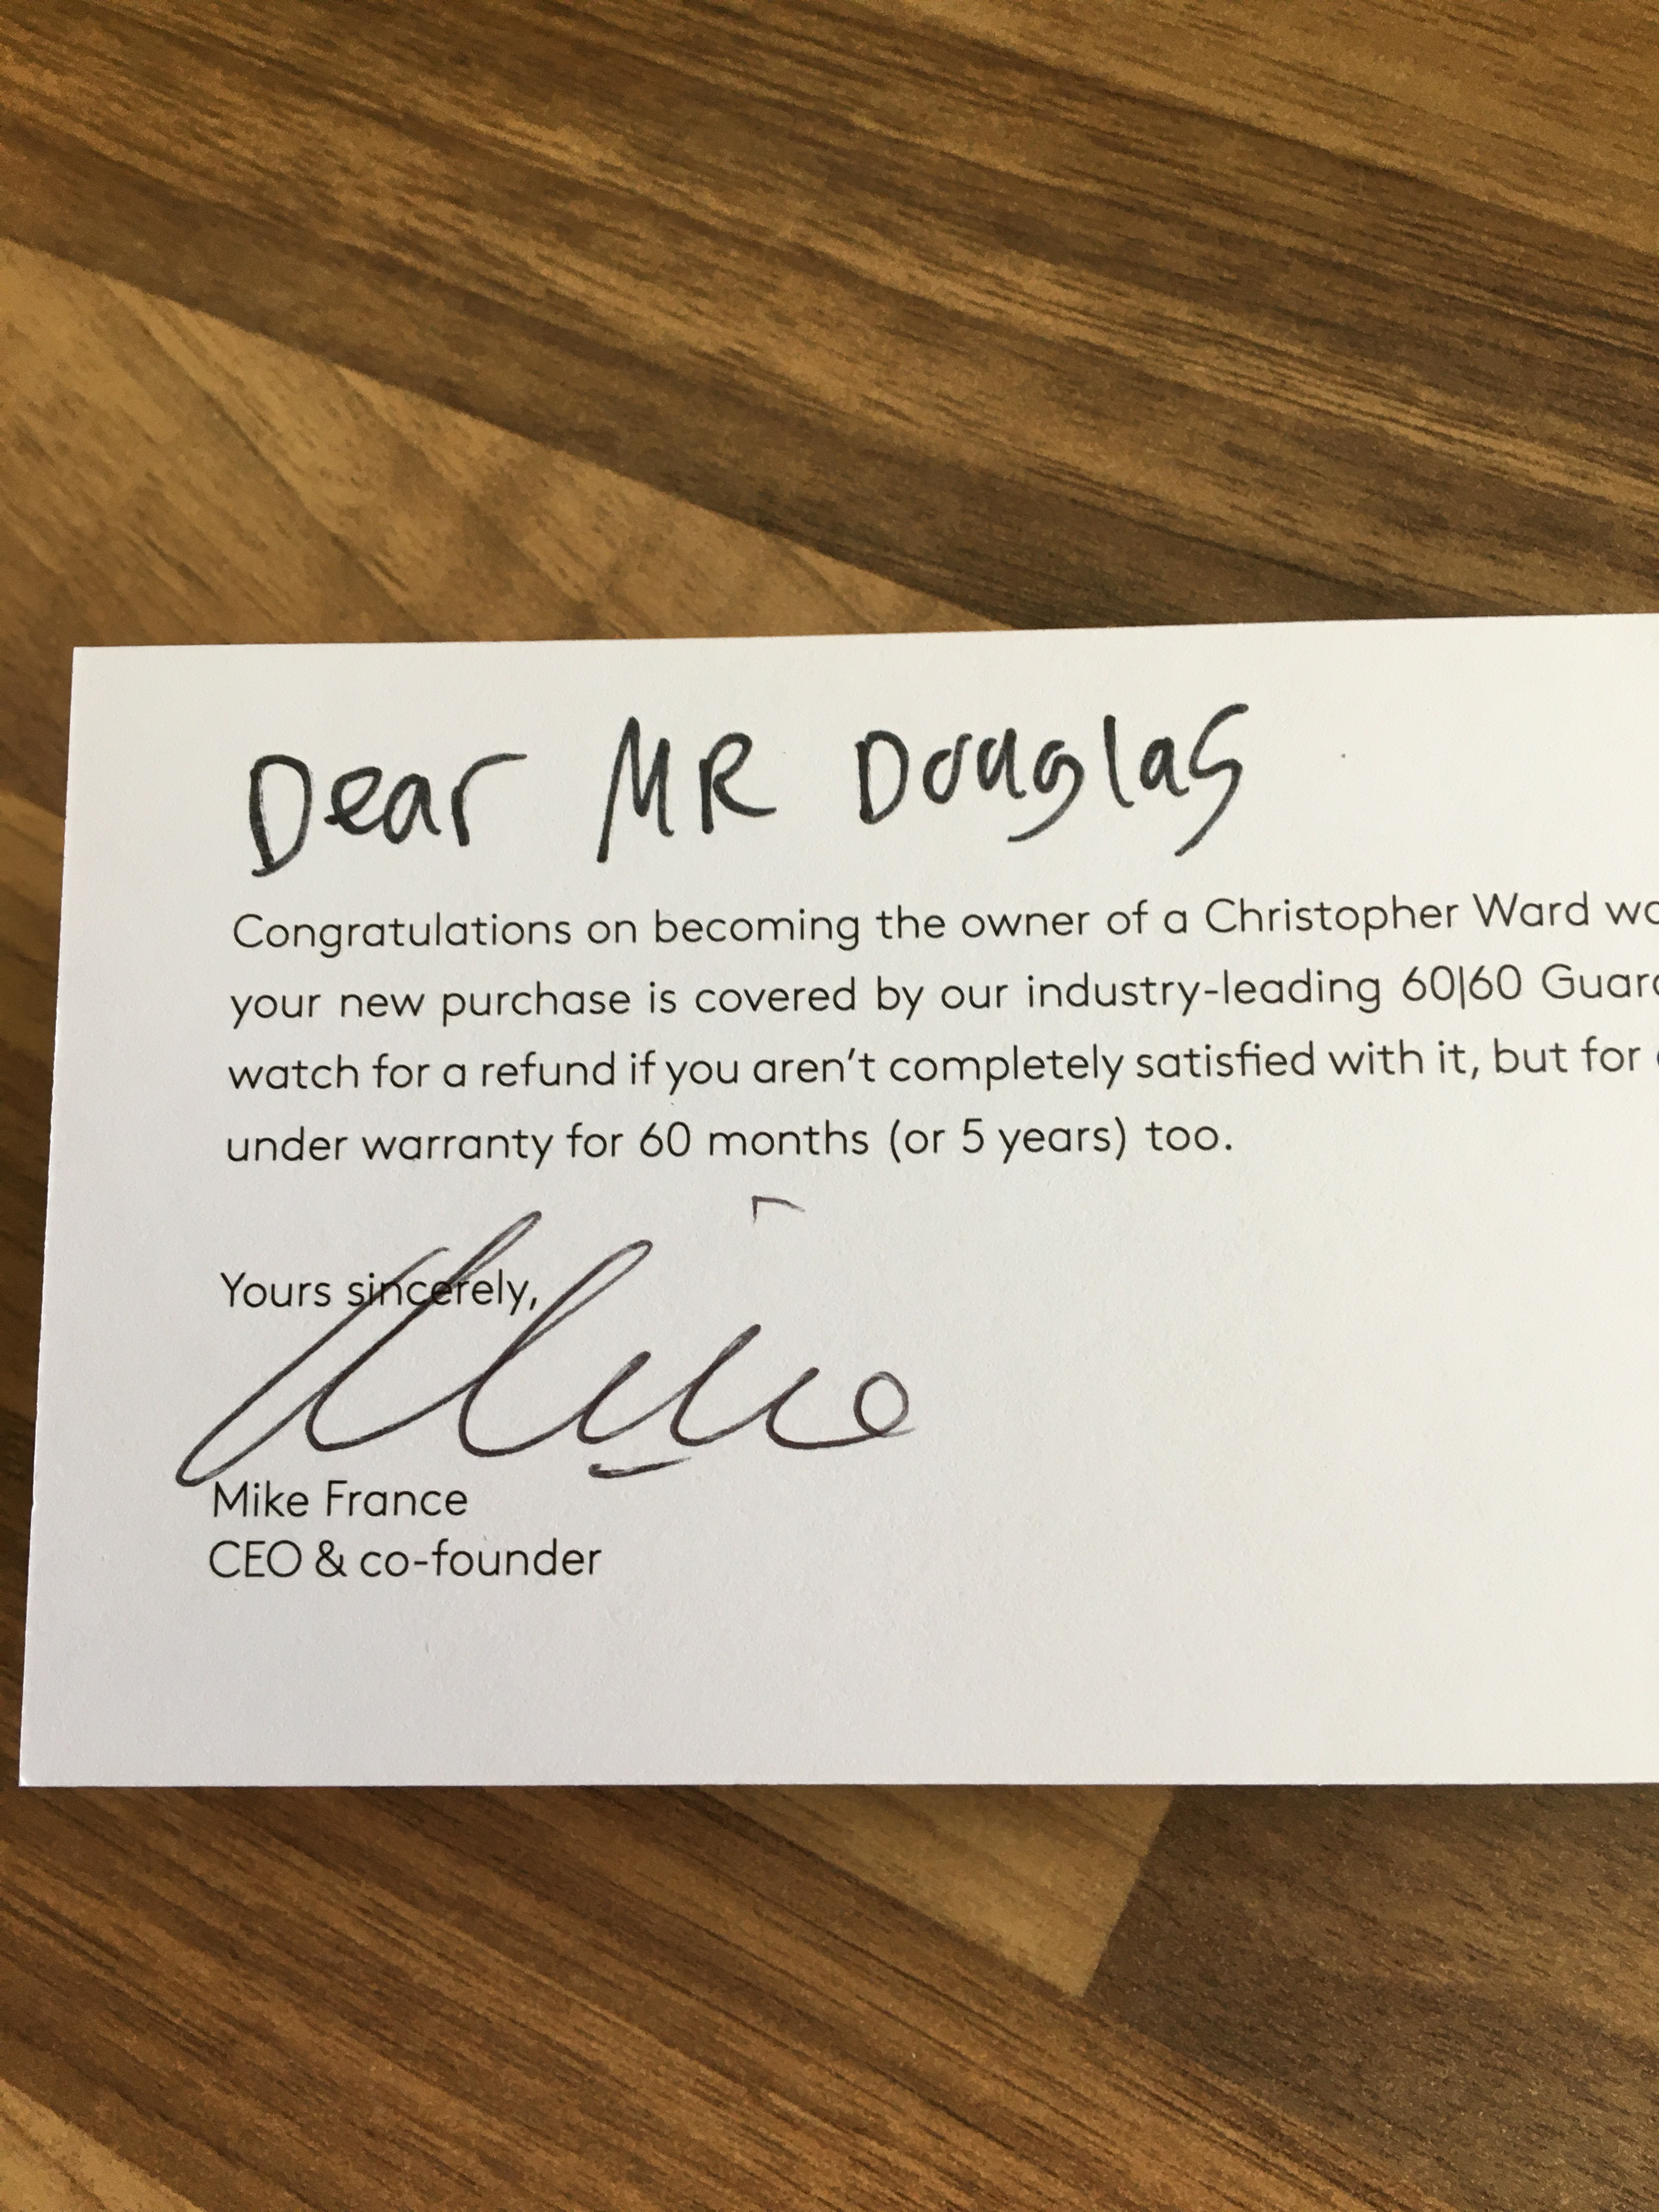 Dear MR Douglas
Congratulations on becoming the owner of a Christopher Ward
your new purchase is covered by our industry-leading 60|60
watch for a refund if you aren't completely satisfied with it, but for
under warranty for 60 months (or 5 years) too.
Yours sincerely,
Mike France
CEO & co-founder